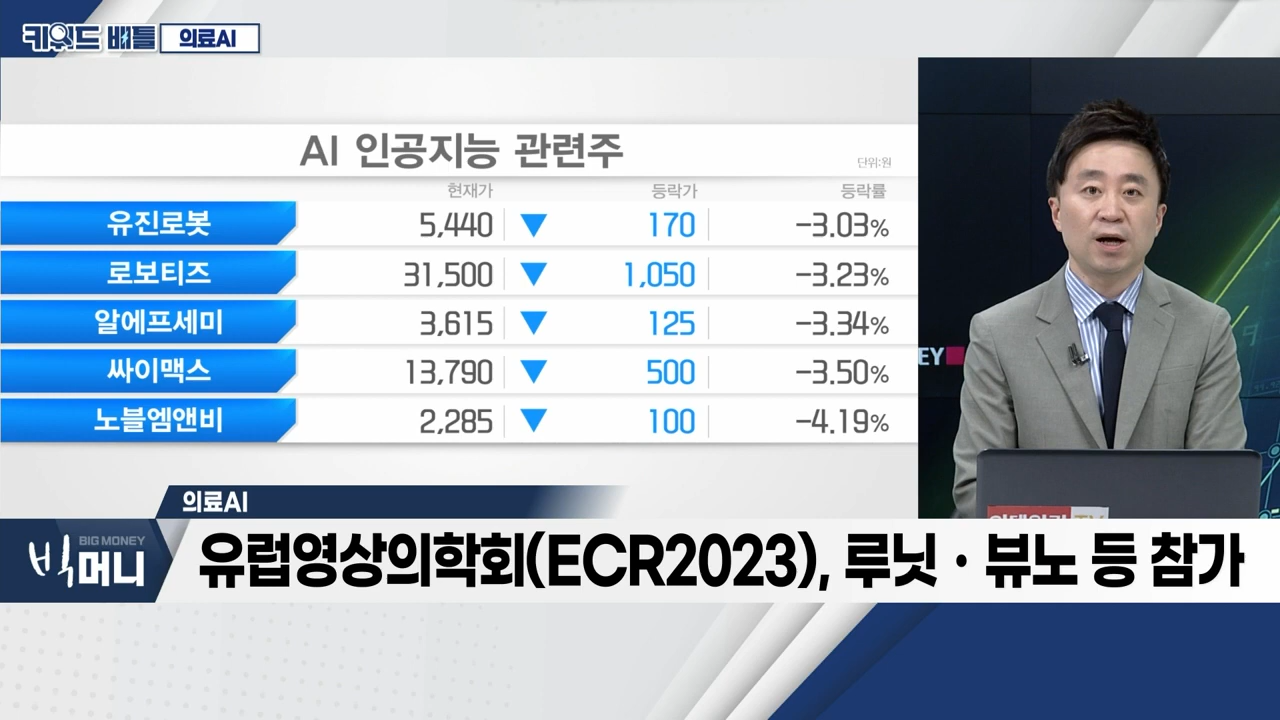 키워드 배틀 의료AI
AI 인공지능 관련주
단위:원
현재가 등락가 등락률
유진로봇 5,440 ▼ 170 -3.03%
로보티즈 31,500 ▼ 1,050 -3.23%
알에프세미 3,615 ▼ 125 -3.34%
싸이맥스 13,790 ▼ 500 -3.50%
노블엠앤비 2,285 ▼ 100 -4.19%
EY
의료AI
BIG MONEY
빅머니
유럽영상의학회(ECR2023), 루닛·뷰노 등 참가